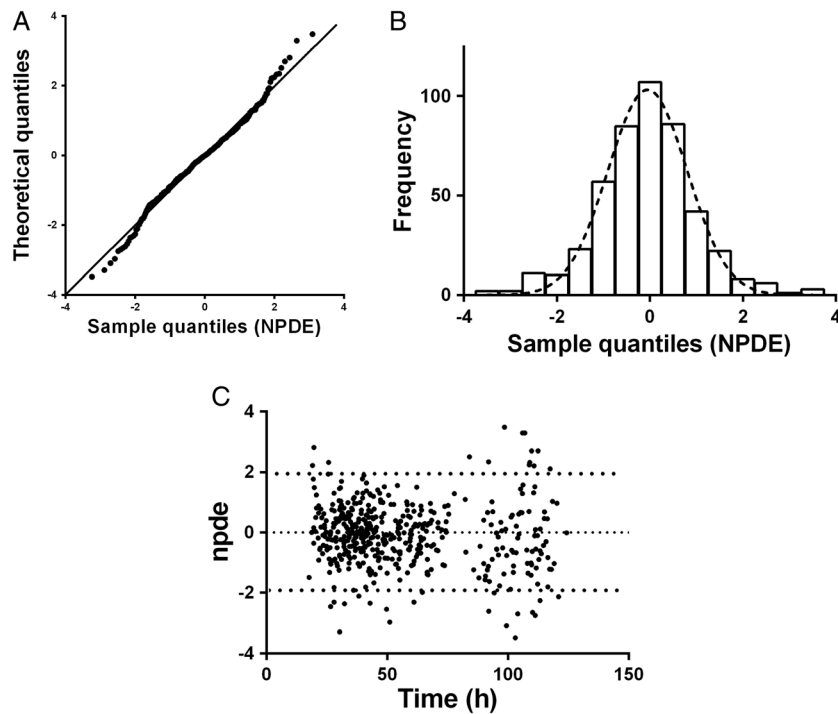 A
4
2
0
-2
-4
-4 -2 0 2 4
Theoretical quantiles
Sample quantiles (NPDE)
B
100
50
0
-4 -2 0 2 4
Frequency
Sample quantiles (NPDE)
C
4
2
0
-2
-4
0 50 100 150
npde
Time (h)